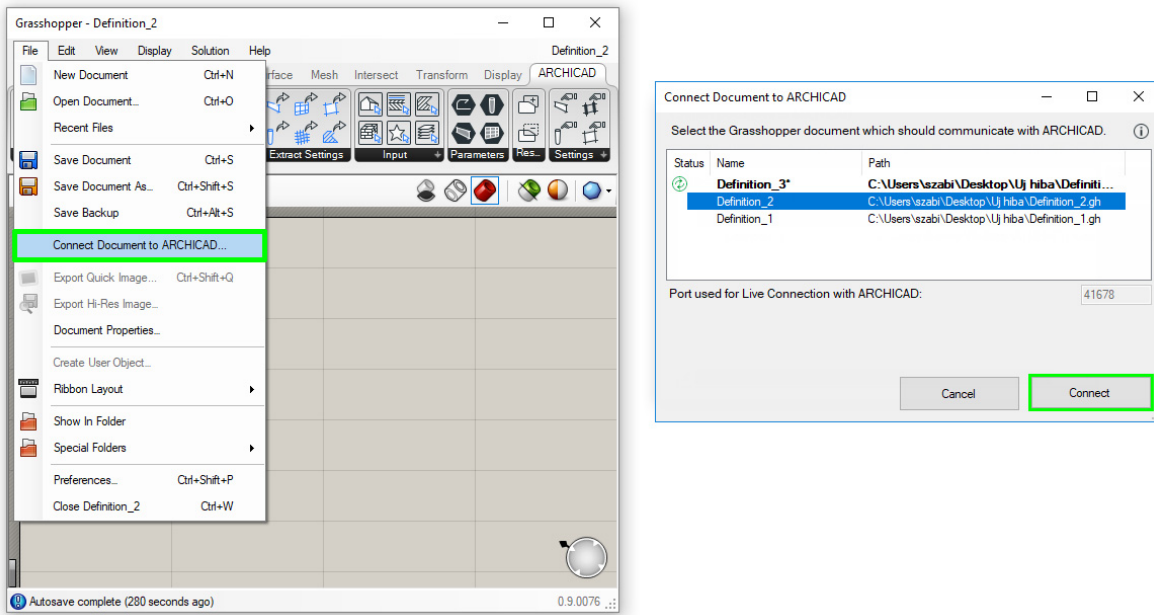 Grasshopper - Definition_2
File Edit View Display Solution Help Definition_2
rface Mesh Intersect Transform Display ARCHICAD
New Document Ctrl+N
Open Document... Ctrl+O
Recent Files
Save Document Ctrl+S
Save Document As... Ctrl+Shift+S
Save Backup Ctrl+Alt+S
Connect Document to ARCHICAD...
Export Quick Image... Ctrl+Shift+Q
Export Hi-Res Image...
Document Properties...
Create User Object...
Ribbon Layout
Show In Folder
Special Folders
Preferences... Ctrl+Shift+P
Close Definition_2 Ctrl+W
Extract Settings Input Parameters Res... Settings
Autosave complete (280 seconds ago) 0.9.0076
Connect Document to ARCHICAD
Select the Grasshopper document which should communicate with ARCHICAD.
Status Name Path
Definition_3* C:\Users\szabi\Desktop\Uj hiba\Definiti...
Definition_2 C:\Users\szabi\Desktop\Uj hiba\Definition_2.gh
Definition_1 C:\Users\szabi\Desktop\Uj hiba\Definition_1.gh
Port used for Live Connection with ARCHICAD: 41678
Cancel Connect